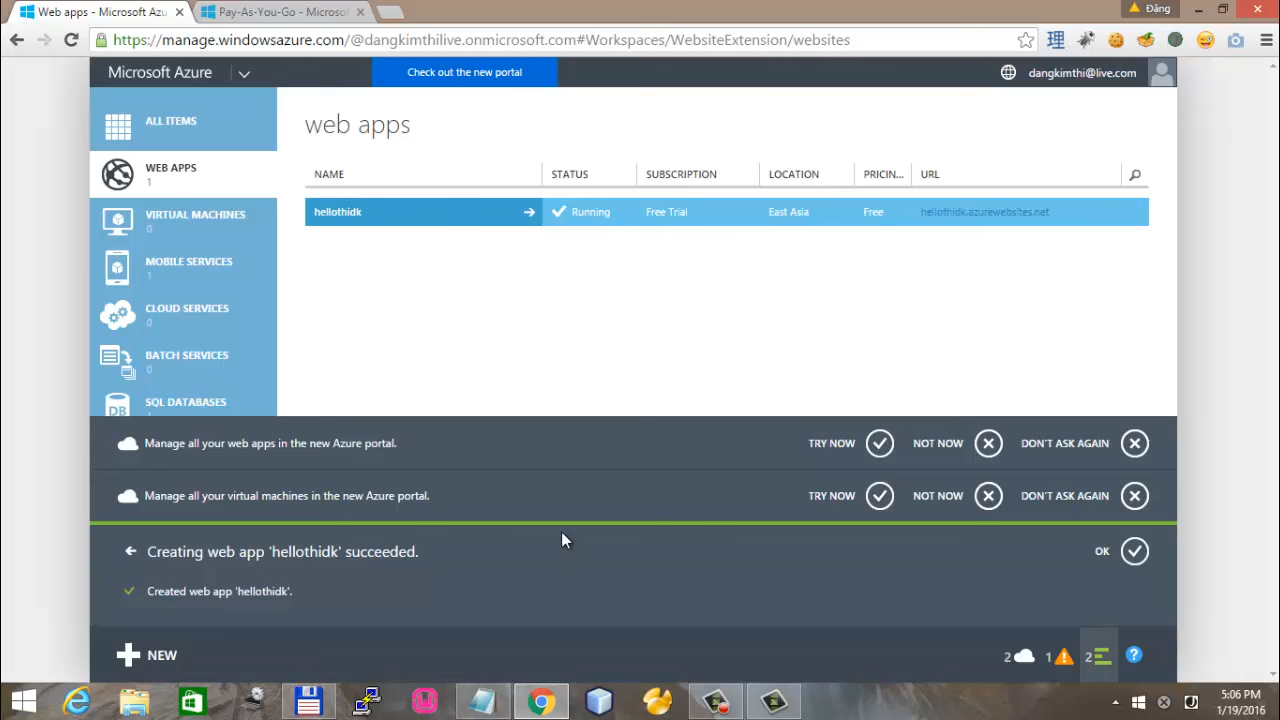 Web apps - Microsoft Azu
Pay-As-You-Go - Microsof
Đăng
https://manage.windowsazure.com/@dangkimthilive.onmicrosoft.com#Workspaces/WebsiteExtension/websites
理
Microsoft Azure
Check out the new portal
dangkimthi@live.com
ALL ITEMS
WEB APPS
1
VIRTUAL MACHINES
0
MOBILE SERVICES
1
CLOUD SERVICES
0
BATCH SERVICES
0
SQL DATABASES
DB
web apps
NAME STATUS SUBSCRIPTION LOCATION PRICIN... URL
hellothidk Running Free Trial East Asia Free hellothidk.azurewebsites.net
Manage all your web apps in the new Azure portal. TRY NOW NOT NOW DON'T ASK AGAIN
Manage all your virtual machines in the new Azure portal. TRY NOW NOT NOW DON'T ASK AGAIN
Creating web app 'hellothidk' succeeded. OK
Created web app 'hellothidk'.
NEW 2 1 2 ?
5:06 PM
1/19/2016